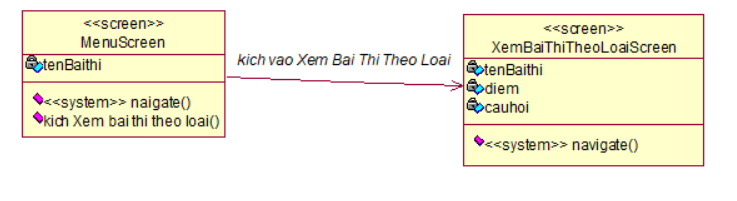 <<screen>>
MenuScreen
tenBaithi
<<system>> naigate()
kich Xem bai thi theo loai()
kich vao Xem Bai Thi Theo Loai
<<screen>>
XemBaiThiTheoLoaiScreen
tenBaithi
diem
cauhoi
<<system>> navigate()